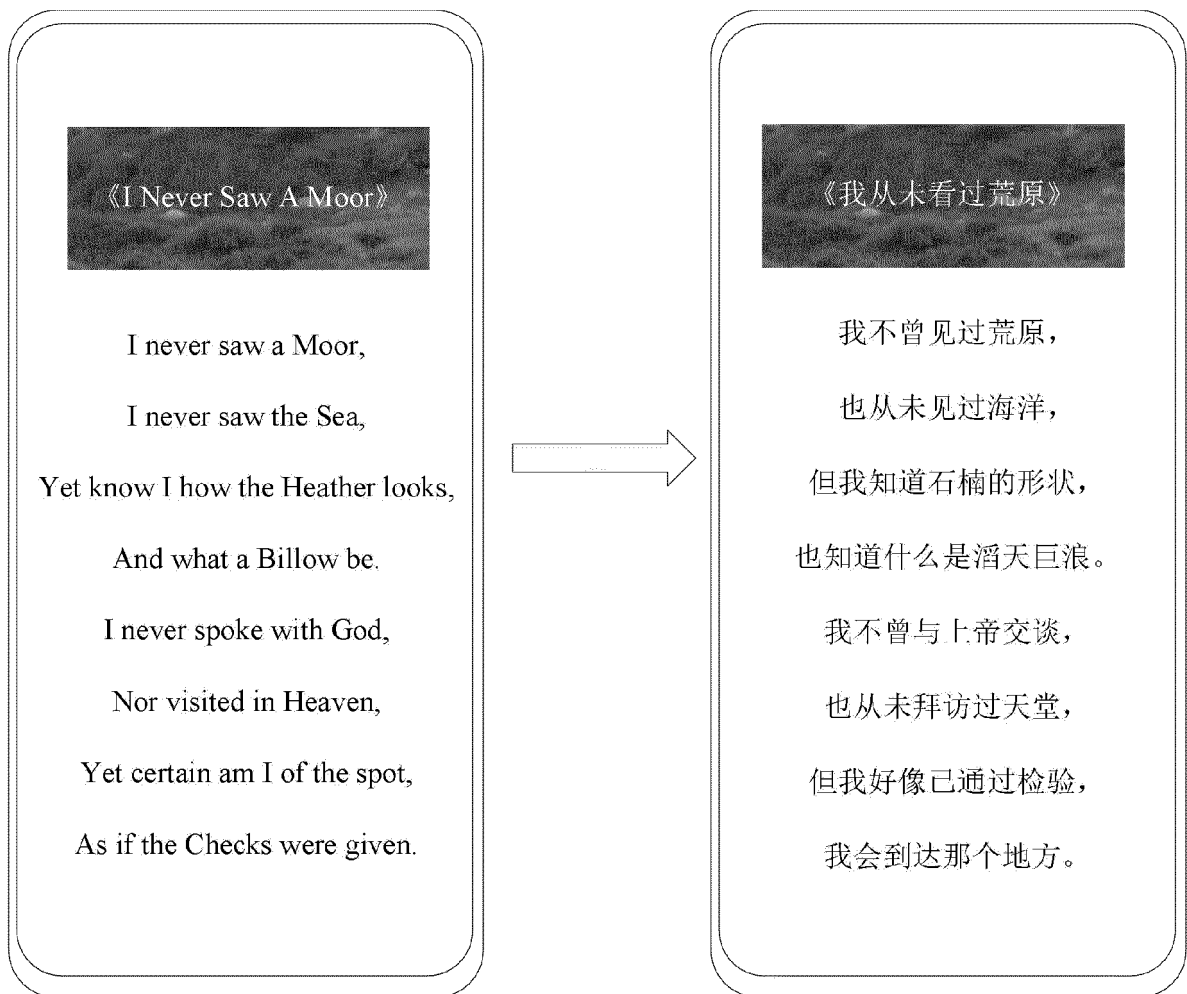 《I Never Saw A Moor》
I never saw a Moor,
I never saw the Sea,
Yet know I how the Heather looks,
And what a Billow be.
I never spoke with God,
Nor visited in Heaven,
Yet certain am I of the spot,
As if the Checks were given.
《我从未看过荒原》
我不曾见过荒原，
也从未见过海洋，
但我知道石楠的形状，
也知道什么是滔天巨浪。
我不曾与上帝交谈，
也从未拜访过天堂，
但我好像已通过检验，
我会到达那个地方。